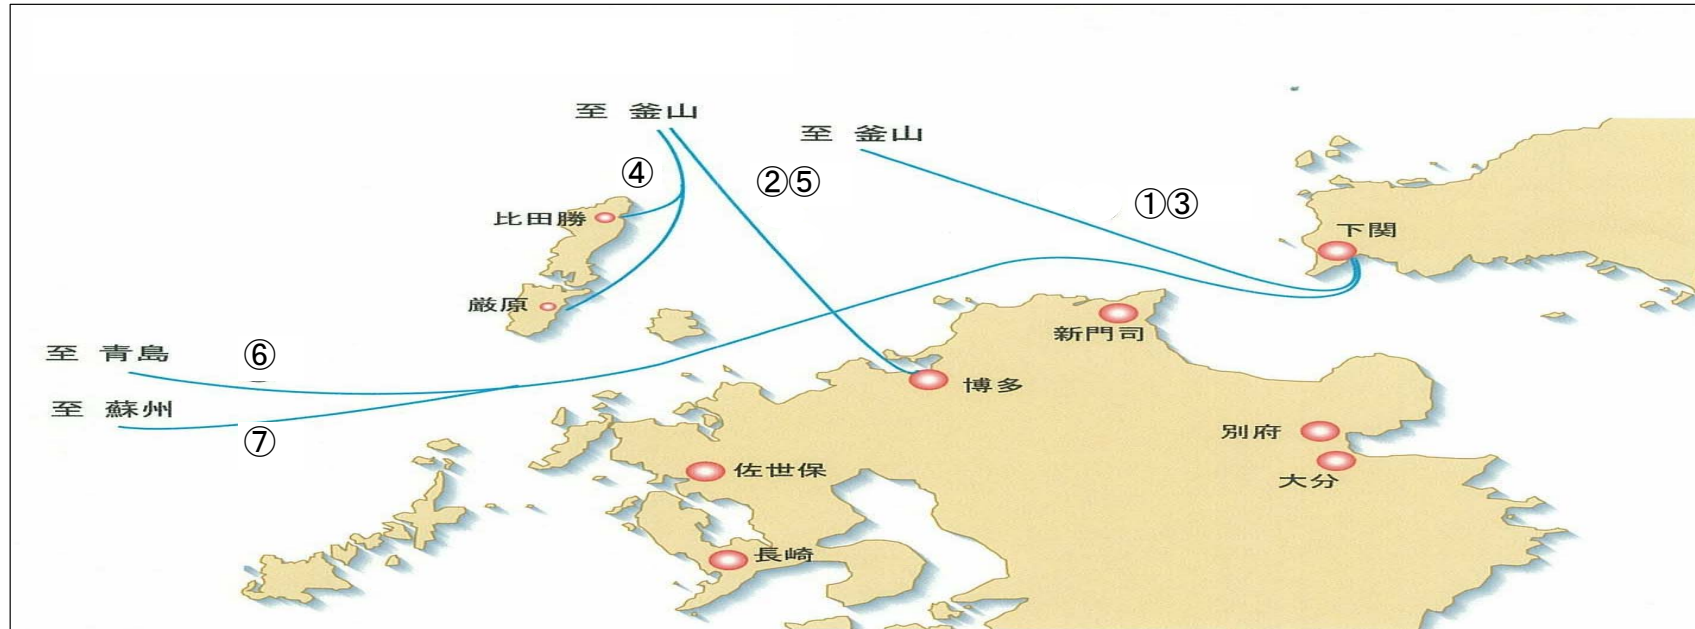 至 釜山
至 釜山
④
②⑤
①③
比田勝
下関
厳原
新門司
至 青島
⑥
博多
至 蘇州
⑦
別府
佐世保
大分
長崎